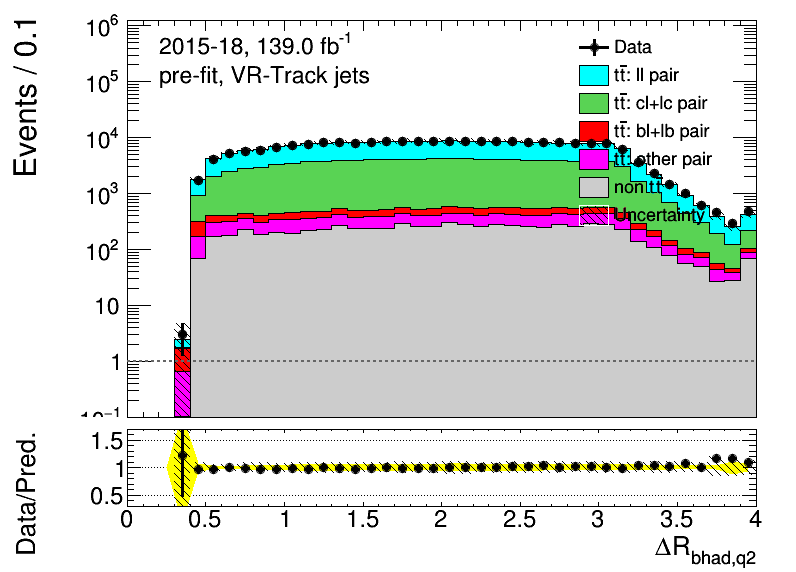 10^6
10^5
10^4
10^3
10^2
10
1
10^−1
Events / 0.1
2015-18, 139.0 fb^-1
pre-fit, VR-Track jets
Data
tt̄: ll pair
tt̄: cl+lc pair
tt̄: bl+lb pair
tt̄: other pair
non tt̄
Uncertainty
Data/Pred.
1.5
1
0.5
0 0.5 1 1.5 2 2.5 3 3.5 4
ΔR_bhad,q2